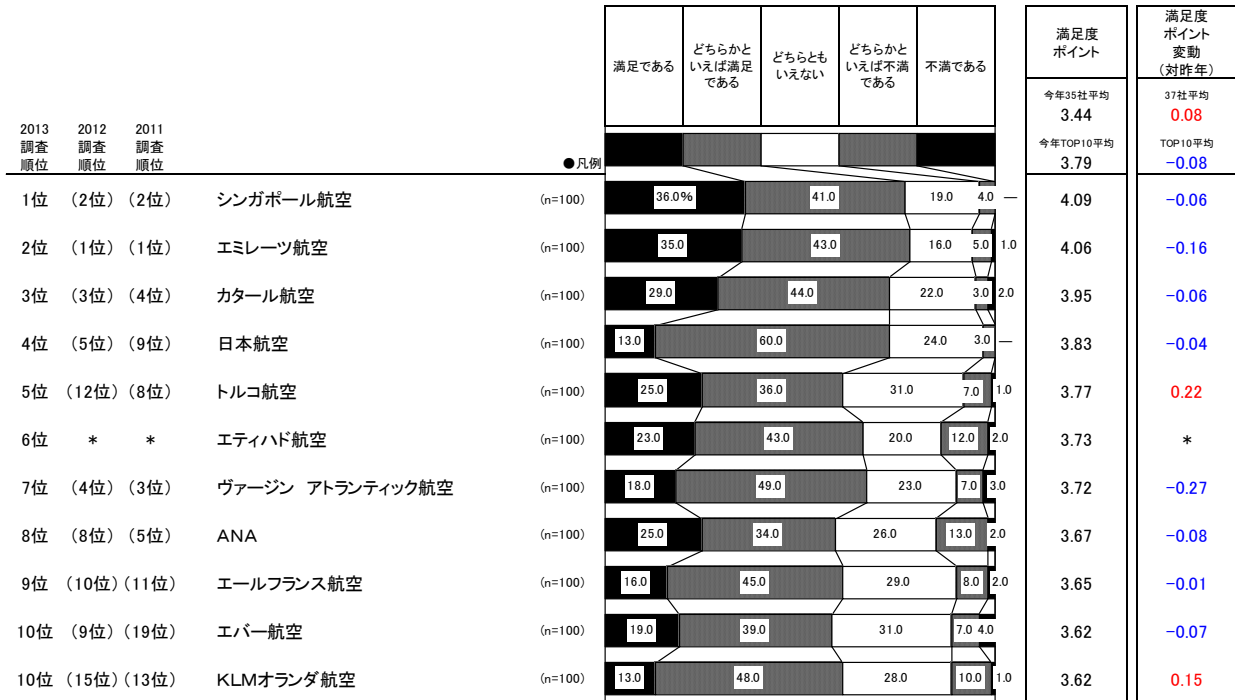 満足である
どちらかと
いえば満足
である
どちらとも
いえない
どちらかと
いえば不満
である
不満である
満足度
ポイント
満足度
ポイント
変動
(対昨年)
今年35社平均
3.44
37社平均
0.08
2013
調査
順位
2012
調査
順位
2011
調査
順位
●凡例
今年TOP10平均
3.79
TOP10平均
−0.08
1位 (2位) (2位) シンガポール航空 (n=100) 36.0% 41.0 19.0 4.0 ― 4.09 −0.06
2位 (1位) (1位) エミレーツ航空 (n=100) 35.0 43.0 16.0 5.0 1.0 4.06 −0.16
3位 (3位) (4位) カタール航空 (n=100) 29.0 44.0 22.0 3.0 2.0 3.95 −0.06
4位 (5位) (9位) 日本航空 (n=100) 13.0 60.0 24.0 3.0 ― 3.83 −0.04
5位 (12位) (8位) トルコ航空 (n=100) 25.0 36.0 31.0 7.0 1.0 3.77 0.22
6位 * * エティハド航空 (n=100) 23.0 43.0 20.0 12.0 2.0 3.73 *
7位 (4位) (3位) ヴァージン アトランティック航空 (n=100) 18.0 49.0 23.0 7.0 3.0 3.72 −0.27
8位 (8位) (5位) ANA (n=100) 25.0 34.0 26.0 13.0 2.0 3.67 −0.08
9位 (10位) (11位) エールフランス航空 (n=100) 16.0 45.0 29.0 8.0 2.0 3.65 −0.01
10位 (9位) (19位) エバー航空 (n=100) 19.0 39.0 31.0 7.0 4.0 3.62 −0.07
10位 (15位) (13位) KLMオランダ航空 (n=100) 13.0 48.0 28.0 10.0 1.0 3.62 0.15